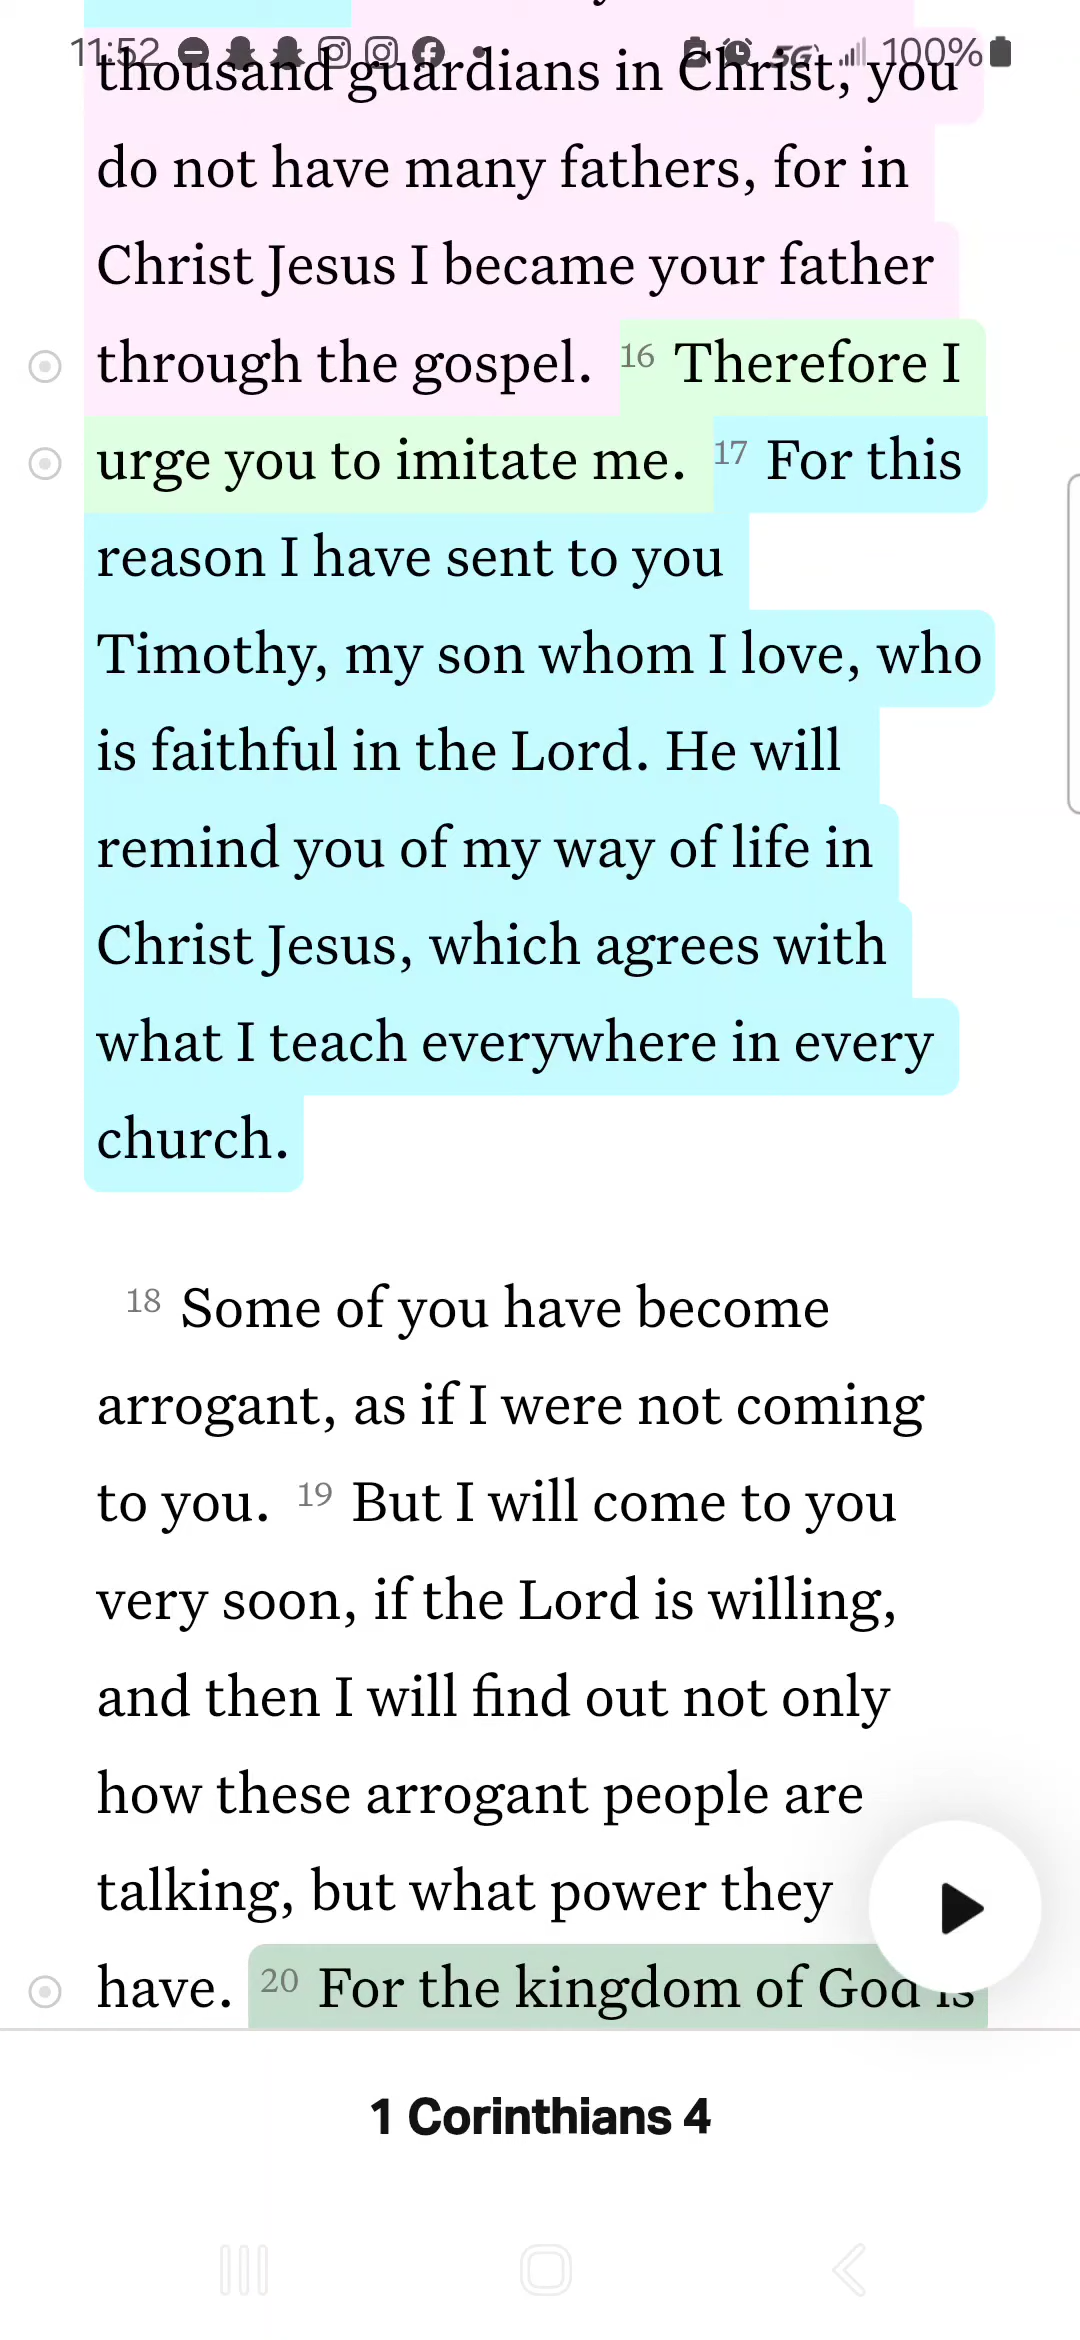 11:52 5G 100%
thousand guardians in Christ, you
do not have many fathers, for in
Christ Jesus I became your father
through the gospel. 16 Therefore I
urge you to imitate me. 17 For this
reason I have sent to you
Timothy, my son whom I love, who
is faithful in the Lord. He will
remind you of my way of life in
Christ Jesus, which agrees with
what I teach everywhere in every
church.
18 Some of you have become
arrogant, as if I were not coming
to you. 19 But I will come to you
very soon, if the Lord is willing,
and then I will find out not only
how these arrogant people are
talking, but what power they
have. 20 For the kingdom of God is
1 Corinthians 4